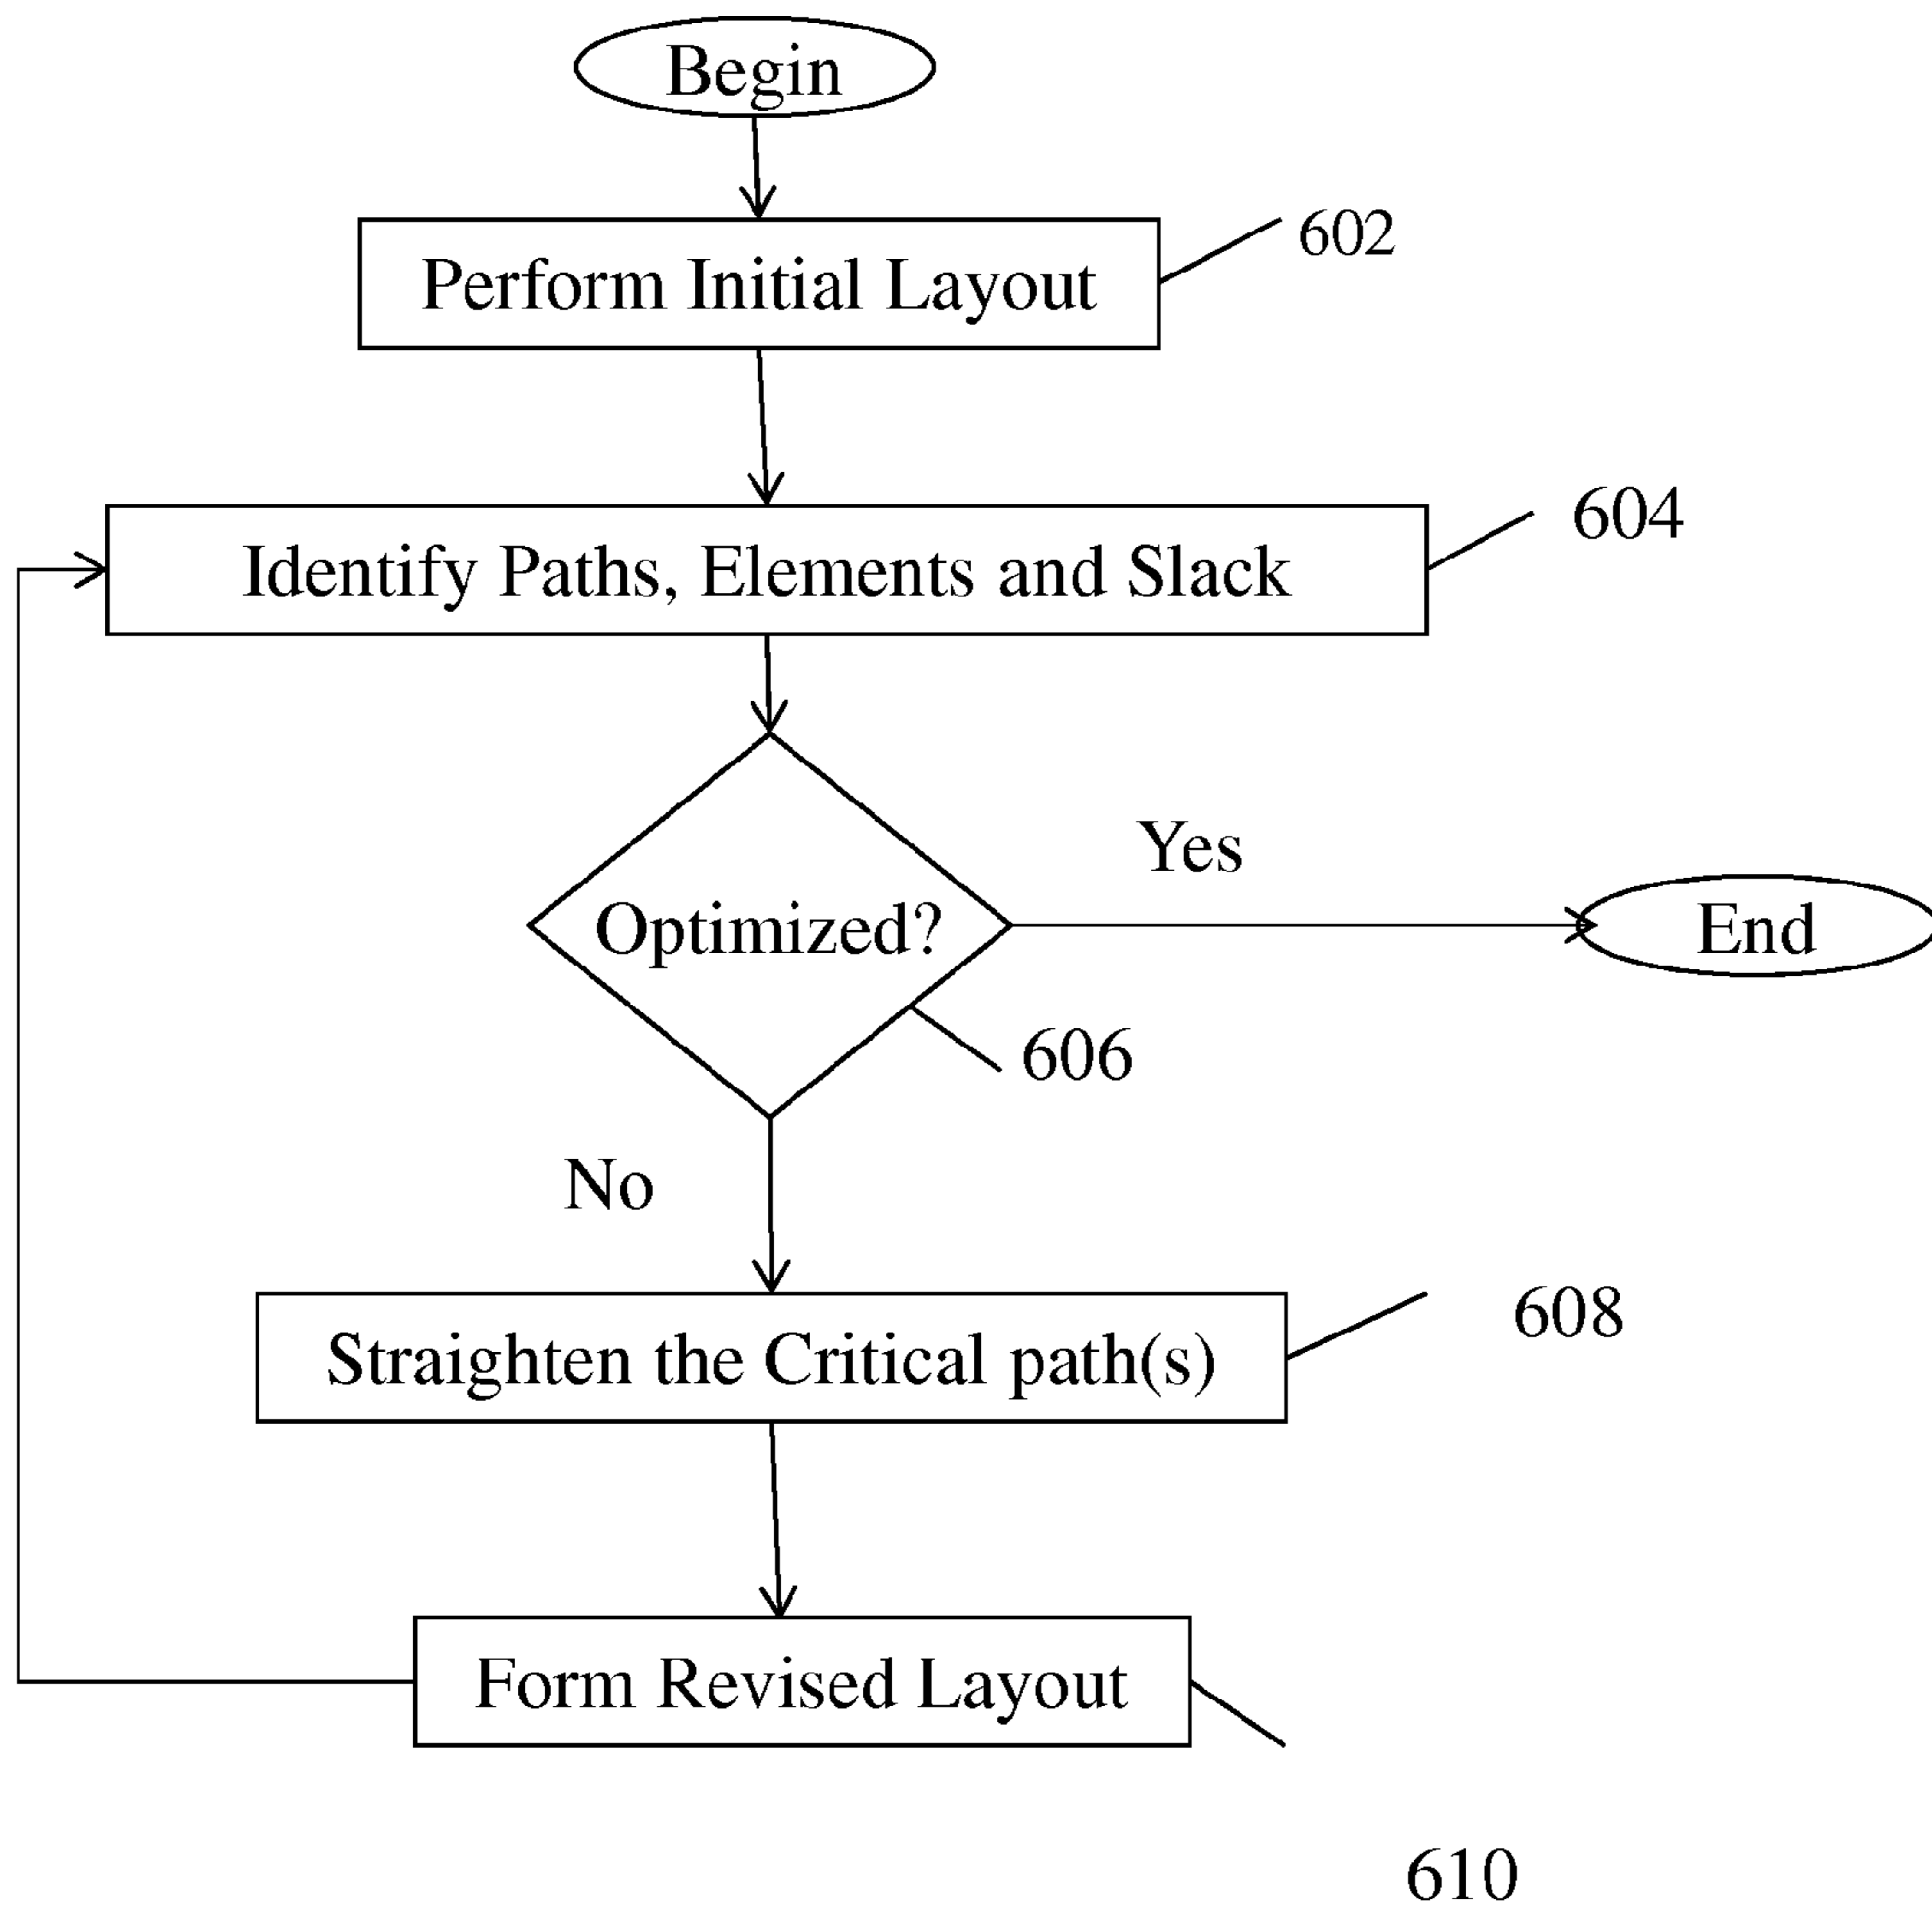 Begin
602
Perform Initial Layout
604
Identify Paths, Elements and Slack
Yes
Optimized?
End
606
No
608
Straighten the Critical path(s)
Form Revised Layout
610